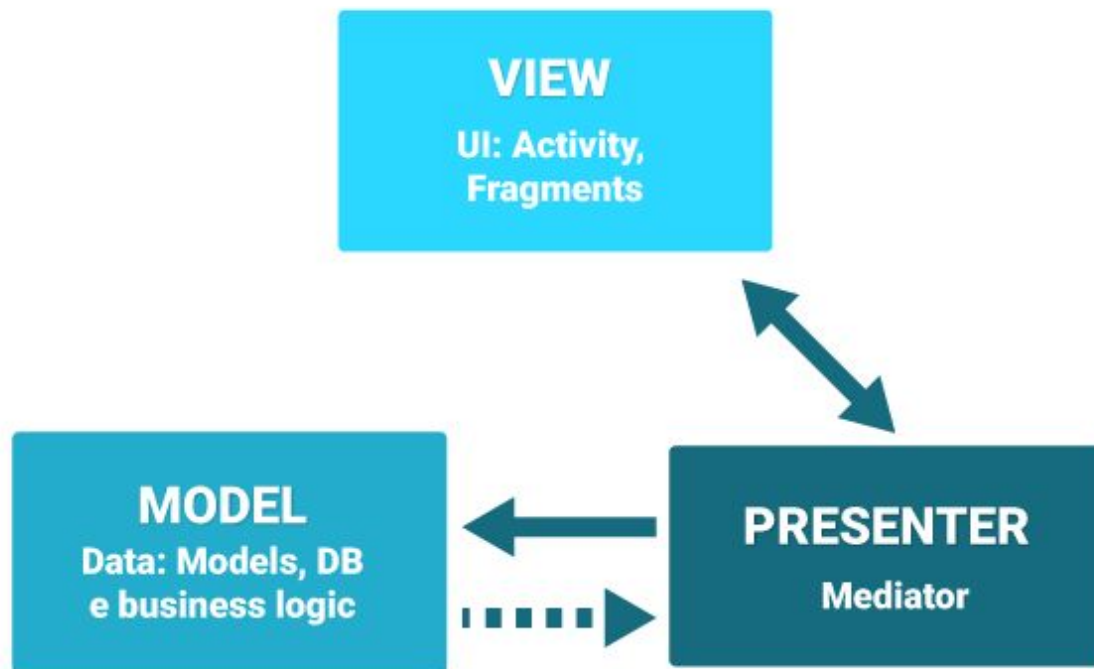 VIEW
UI: Activity,
Fragments
MODEL
Data: Models, DB
e business logic
PRESENTER
Mediator